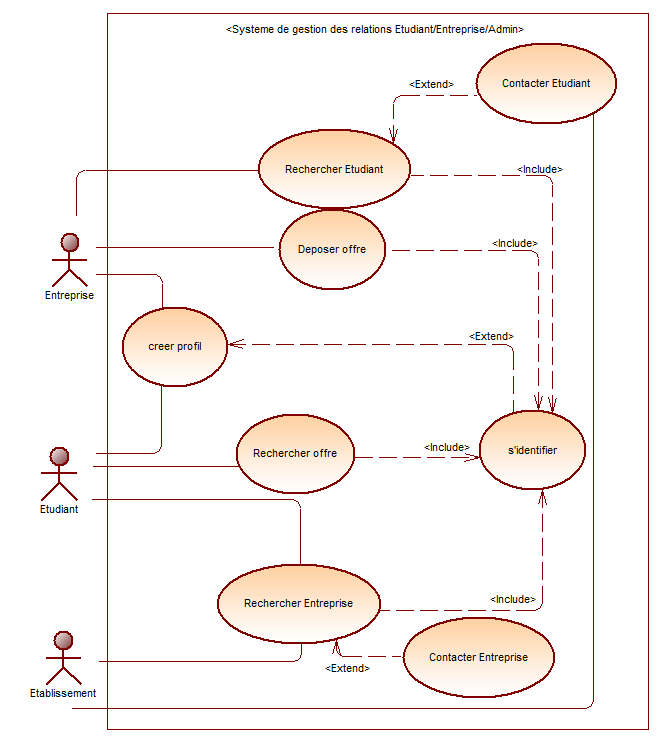 <Systeme de gestion des relations Etudiant/Entreprise/Admin>
Contacter Etudiant
<Extend>
Rechercher Etudiant
<Include>
Deposer offre
<Include>
Entreprise
<Extend>
creer profil
Rechercher offre
<Include>
s'identifier
Etudiant
Rechercher Entreprise
<Include>
Contacter Entreprise
<Extend>
Etablissement